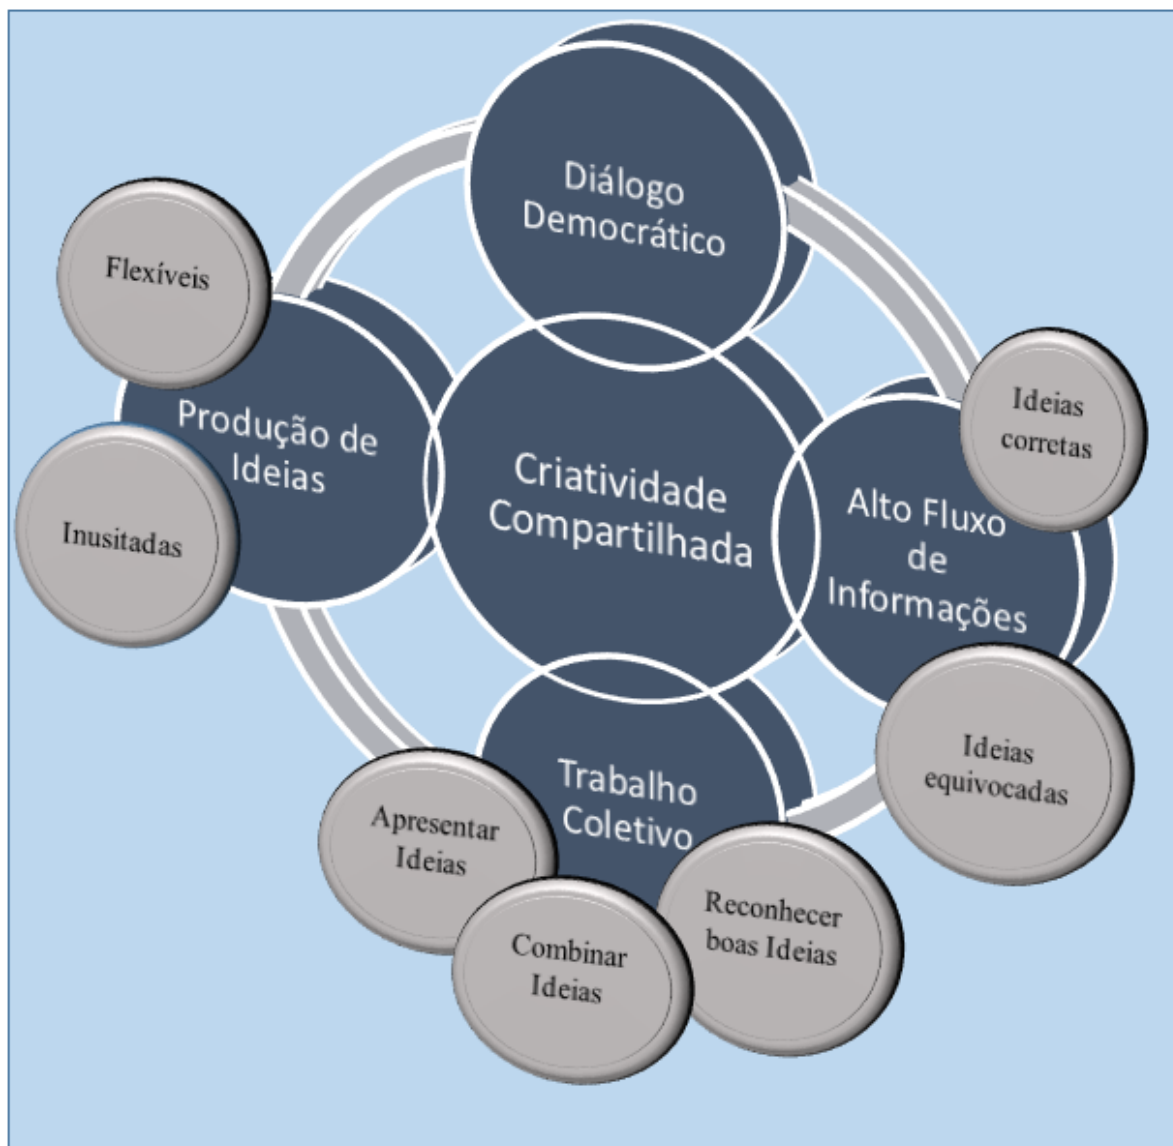 Diálogo
Democrático
Flexíveis
Produção de
Ideias
Inusitadas
Criatividade
Compartilhada
Ideias
corretas
Alto Fluxo
de
Informações
Ideias
equivocadas
Trabalho
Coletivo
Apresentar
Ideias
Combinar
Ideias
Reconhecer
boas Ideias